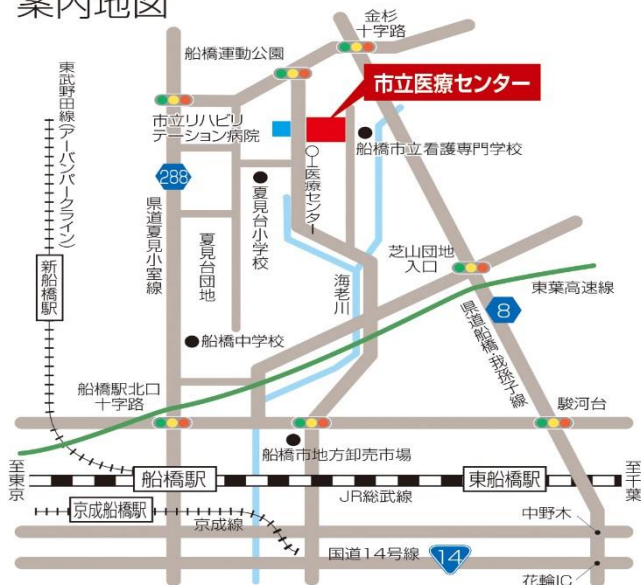 案内地図
金杉
十字路
船橋運動公園
市立医療センター
東武野田線(アーバンパークライン)
市立リハビリ
テーション病院
船橋市立看護専門学校
288
医療センター
夏見台小学校
県道夏見小室線
夏見台団地
海老川
芝山団地
入口
新船橋駅
東葉高速線
8
県道船橋・我孫子線
船橋中学校
船橋駅北口
十字路
駿河台
船橋市地方卸売市場
至東京
船橋駅
東船橋駅
至千葉
JR総武線
京成船橋駅
京成線
中野木
国道14号線
14
花輪IC